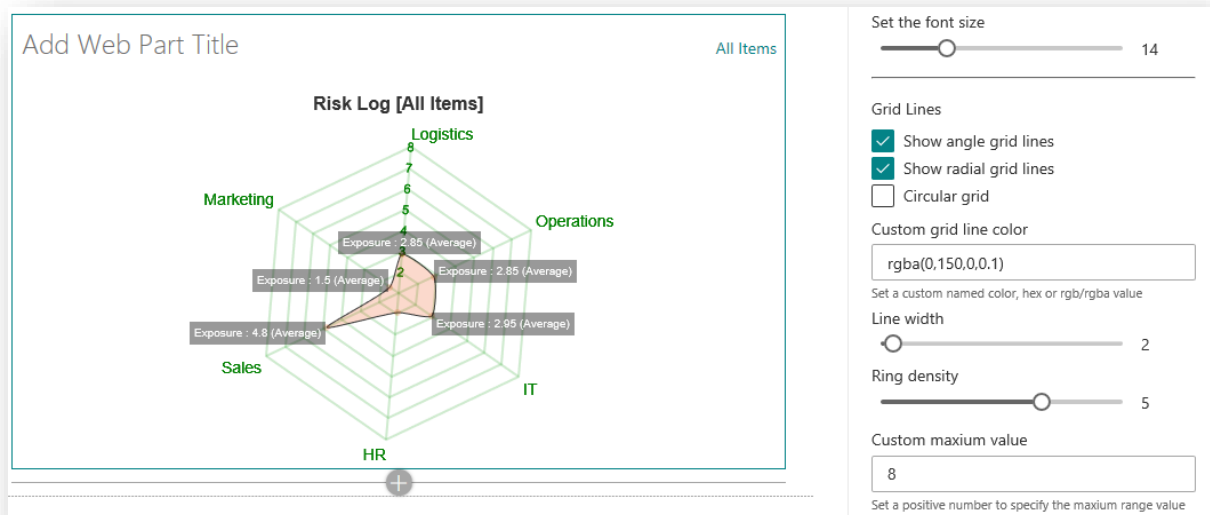 Add Web Part Title
All Items
Risk Log [All Items]
Logistics
8
7
6
5
4
3
2
Marketing
Operations
Exposure : 2.85 (Average)
Exposure : 2.85 (Average)
Exposure : 1.5 (Average)
Exposure : 2.95 (Average)
Exposure : 4.8 (Average)
Sales
IT
HR
Set the font size
14
Grid Lines
Show angle grid lines
Show radial grid lines
Circular grid
Custom grid line color
rgba(0,150,0,0.1)
Set a custom named color, hex or rgb/rgba value
Line width
2
Ring density
5
Custom maxium value
8
Set a positive number to specify the maxium range value